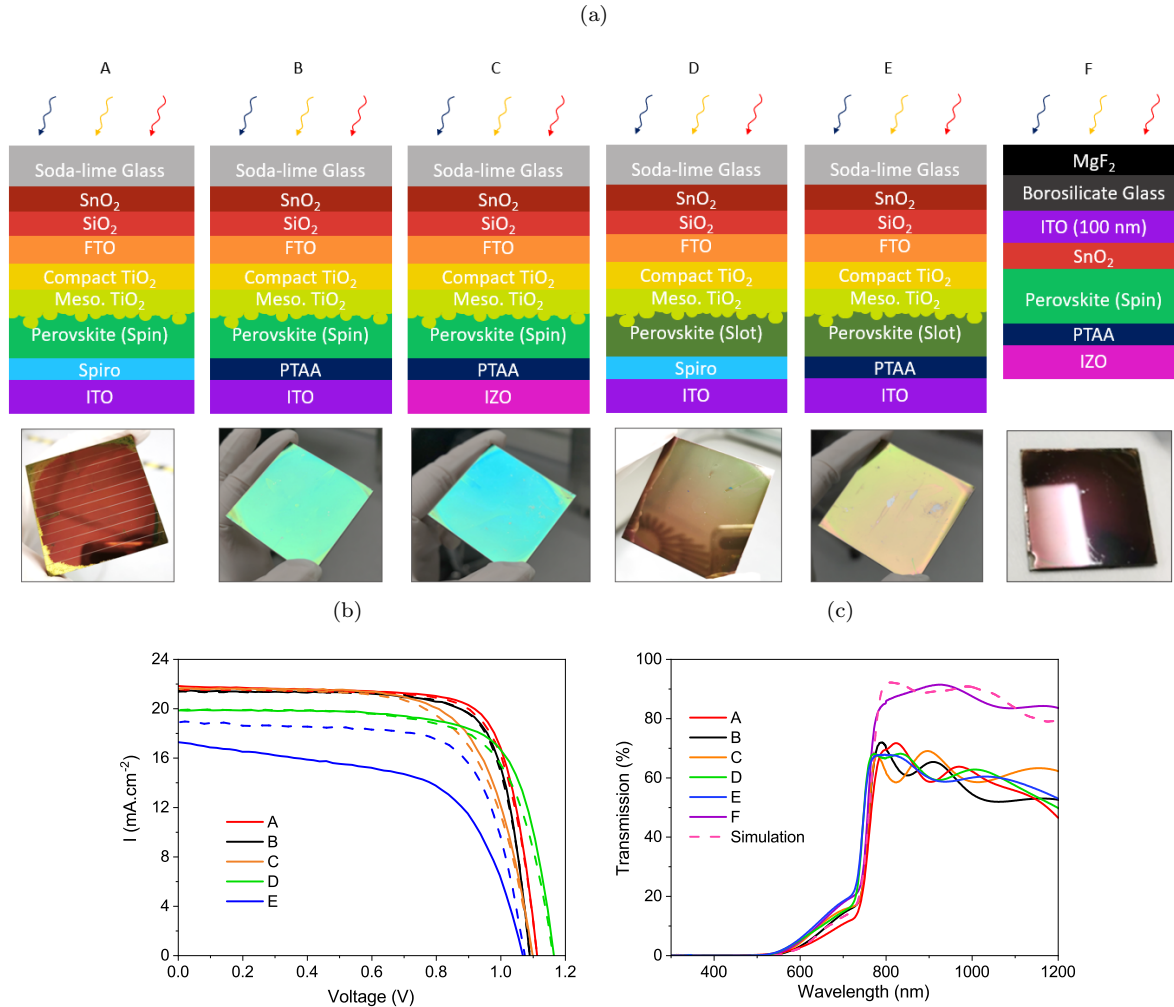 (a)
A B C D E F
Soda-lime Glass Soda-lime Glass Soda-lime Glass Soda-lime Glass Soda-lime Glass MgF₂
SnO₂ SnO₂ SnO₂ SnO₂ SnO₂ Borosilicate Glass
SiO₂ SiO₂ SiO₂ SiO₂ SiO₂ ITO (100 nm)
FTO FTO FTO FTO FTO SnO₂
Compact TiO₂ Compact TiO₂ Compact TiO₂ Compact TiO₂ Compact TiO₂
Meso. TiO₂ Meso. TiO₂ Meso. TiO₂ Meso. TiO₂ Meso. TiO₂ Perovskite (Spin)
Perovskite (Spin) Perovskite (Spin) Perovskite (Spin) Perovskite (Slot) Perovskite (Slot) PTAA
Spiro PTAA PTAA Spiro PTAA IZO
ITO ITO IZO ITO ITO
(b)
24
20
16
12
8
4
0
I (mA.cm⁻²)
A
B
C
D
E
0.0 0.2 0.4 0.6 0.8 1.0 1.2
Voltage (V)
(c)
100
80
60
40
20
0
Transmission (%)
A
B
C
D
E
F
Simulation
400 600 800 1000 1200
Wavelength (nm)